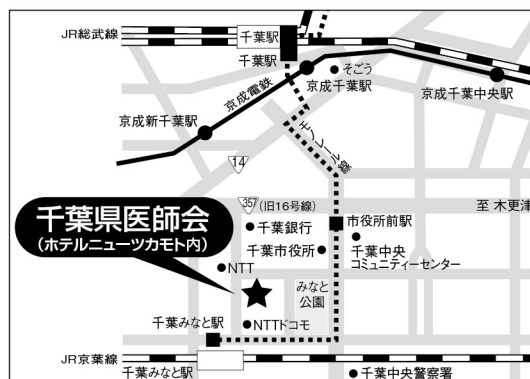 JR総武線
千葉駅
千葉駅
そごう
京成千葉駅
京成千葉中央駅
京成電鉄
京成新千葉駅
モノレール線
14
357
(旧16号線)
至 木更津
千葉県医師会
(ホテルニューツカモト内)
千葉銀行
市役所前駅
千葉市役所
千葉中央
コミュニティーセンター
NTT
みなと
公園
千葉みなと駅
NTTドコモ
JR京葉線
千葉みなと駅
千葉中央警察署